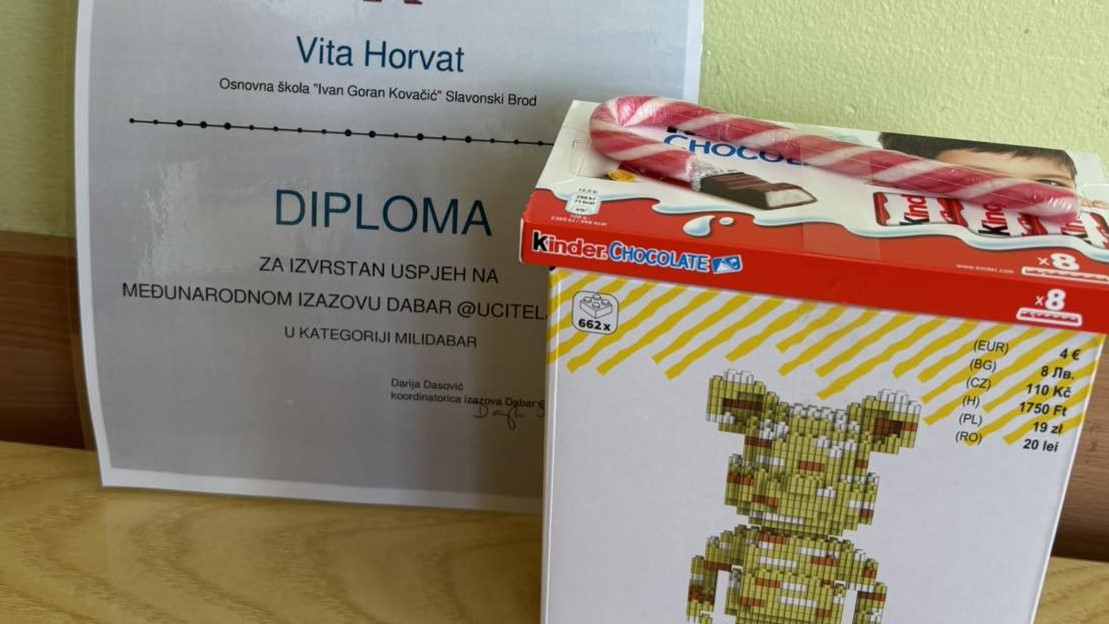 Vita Horvat
Osnovna škola "Ivan Goran Kovačić" Slavonski Brod
DIPLOMA
ZA IZVRSTAN USPJEH NA
MEĐUNARODNOM IZAZOVU DABAR @UCITEL
U KATEGORIJI MILIDABAR
Darija Dasović
koordinatorica izazova Dabar@
CHOCOL
Kinder CHOCOLATE
www.kinder.com
x8
x8
662x
(EUR) 4 €
(BG) 8 Лв.
(CZ) 110 Kč
(H) 1750 Ft
(PL) 19 zł
(RO) 20 lei